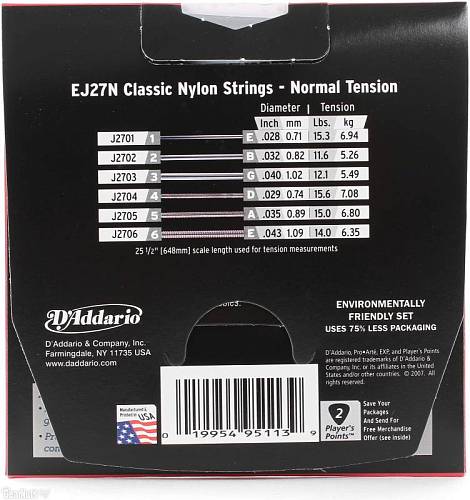 EJ27N Classic Nylon Strings - Normal Tension
Diameter | Tension
Inch mm Lbs. kg
J2701 1 E .028 0.71 15.3 6.94
J2702 2 B .032 0.82 11.6 5.26
J2703 3 G .040 1.02 12.1 5.49
J2704 4 D .029 0.74 15.6 7.08
J2705 5 A .035 0.89 15.0 6.80
J2706 6 E .043 1.09 14.0 6.35
25 1/2" [648mm] scale length used for tension measurements
D'Addario
D'Addario & Company, Inc.
Farmingdale, NY 11735 USA
www.daddario.com
ENVIRONMENTALLY
FRIENDLY SET
USES 75% LESS PACKAGING
D'Addario, Pro•Arté, EXP, and Player's Points
are registered trademarks of D'Addario &
Company, Inc. or its affiliates in the United
States and/or other countries. © 2007. All
rights reserved.
Manufactured &
Printed in USA
0 19954 95113 9
2
Player's
Points™
Save Your
Packages
And Send For
Free Merchandise
Offer (see inside)